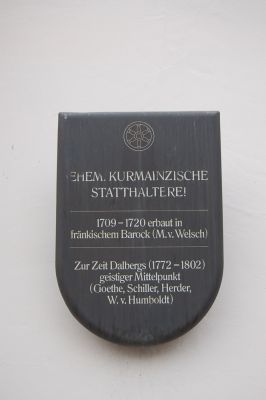 EHEM. KURMAINZISCHE
STATTHALTEREI
1709–1720 erbaut in
fränkischem Barock (M. v. Welsch)
Zur Zeit Dalbergs (1772–1802)
geistiger Mittelpunkt
(Goethe, Schiller, Herder,
W. v. Humboldt)